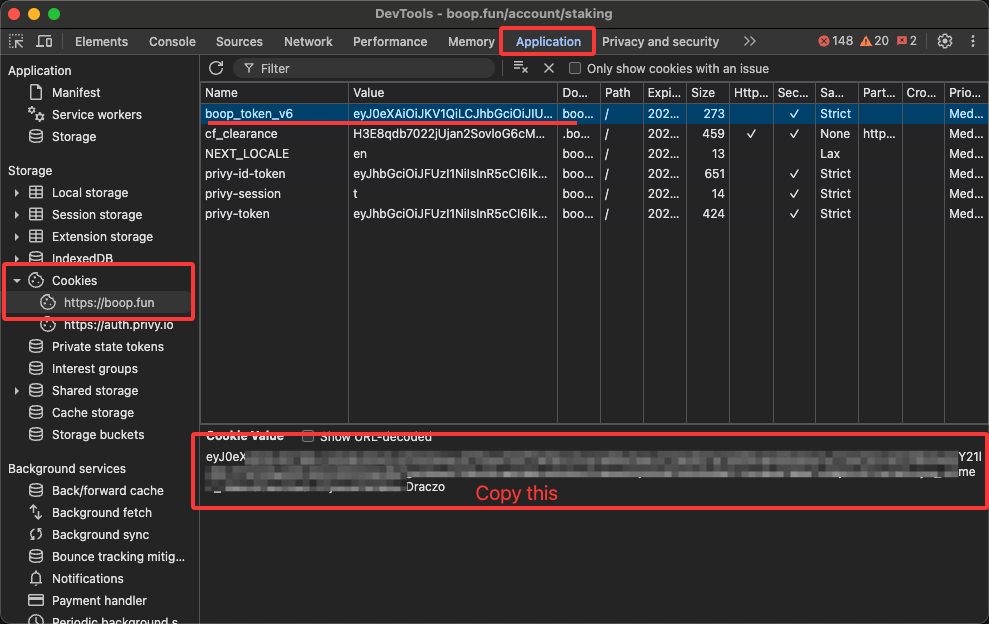 DevTools - boop.fun/account/staking
Elements Console Sources Network Performance Memory Application Privacy and security 148 20 2
Application
Manifest
Service workers
Storage
Storage
Local storage
Session storage
Extension storage
IndexedDB
Cookies
https://boop.fun
https://auth.privy.io
Private state tokens
Interest groups
Shared storage
Cache storage
Storage buckets
Background services
Back/forward cache
Background fetch
Background sync
Bounce tracking mitig...
Notifications
Payment handler
Periodic background s
Filter Only show cookies with an issue
Name Value Do... Path Expi... Size Http... Sec... Sa... Part... Cro... Prio...
boop_token_v6 eyJ0eXAiOiJKV1QiLCJhbGciOiJIU... boo... / 202... 273 ✓ Strict Med...
cf_clearance H3E8qdb7022jUjan2SovIoG6cM... .bo... / 202... 459 ✓ ✓ None http... Med...
NEXT_LOCALE en boo... / 202... 13 Lax Med...
privy-id-token eyJhbGciOiJFUzI1NiIsInR5cCI6Ik... boo... / 202... 651 ✓ Strict Med...
privy-session t boo... / 202... 14 ✓ Strict Med...
privy-token eyJhbGciOiJFUzI1NiIsInR5cCI6Ik... boo... / 202... 424 ✓ Strict Med...
Cookie Value Show URL-decoded
eyJ0eX Y21l
me
Draczo
Copy this